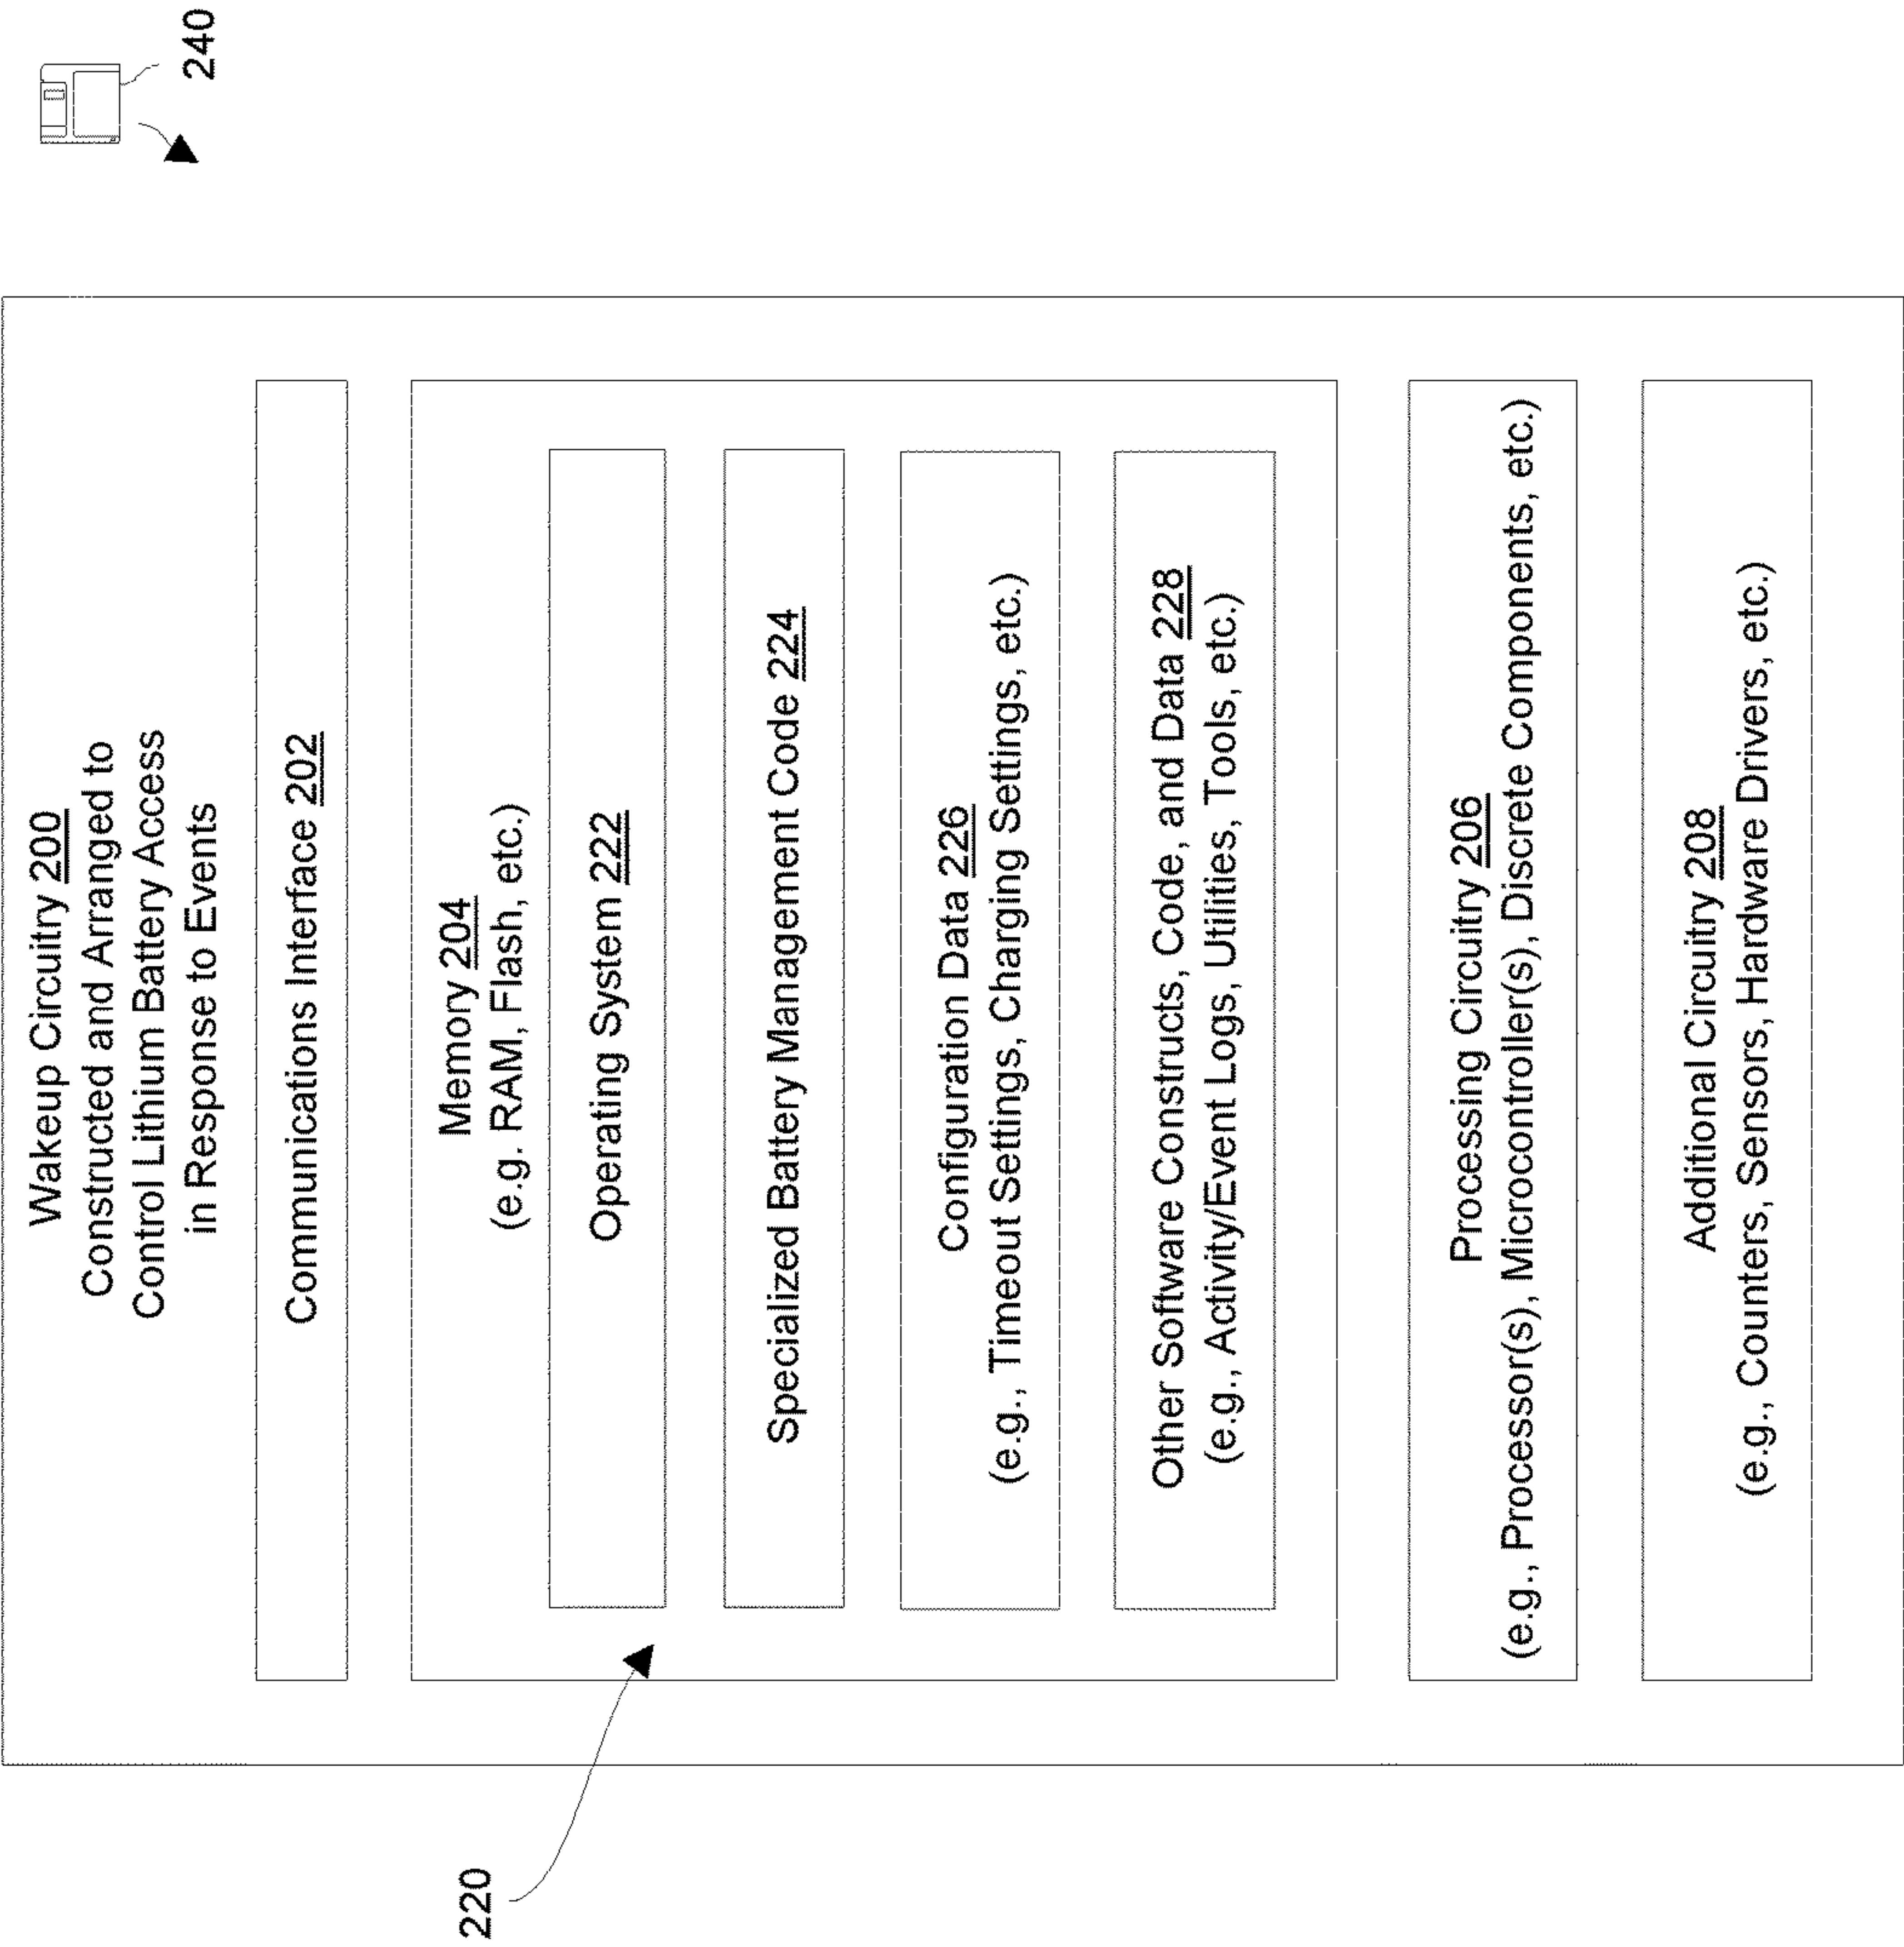 Wakeup Circuitry 200
Constructed and Arranged to
Control Lithium Battery Access
in Response to Events
240
Communications Interface 202
Memory 204
(e.g. RAM, Flash, etc.)
220
Operating System 222
Specialized Battery Management Code 224
Configuration Data 226
(e.g., Timeout Settings, Charging Settings, etc.)
Other Software Constructs, Code, and Data 228
(e.g., Activity/Event Logs, Utilities, Tools, etc.)
Processing Circuitry 206
(e.g., Processor(s), Microcontroller(s), Discrete Components, etc.)
Additional Circuitry 208
(e.g., Counters, Sensors, Hardware Drivers, etc.)